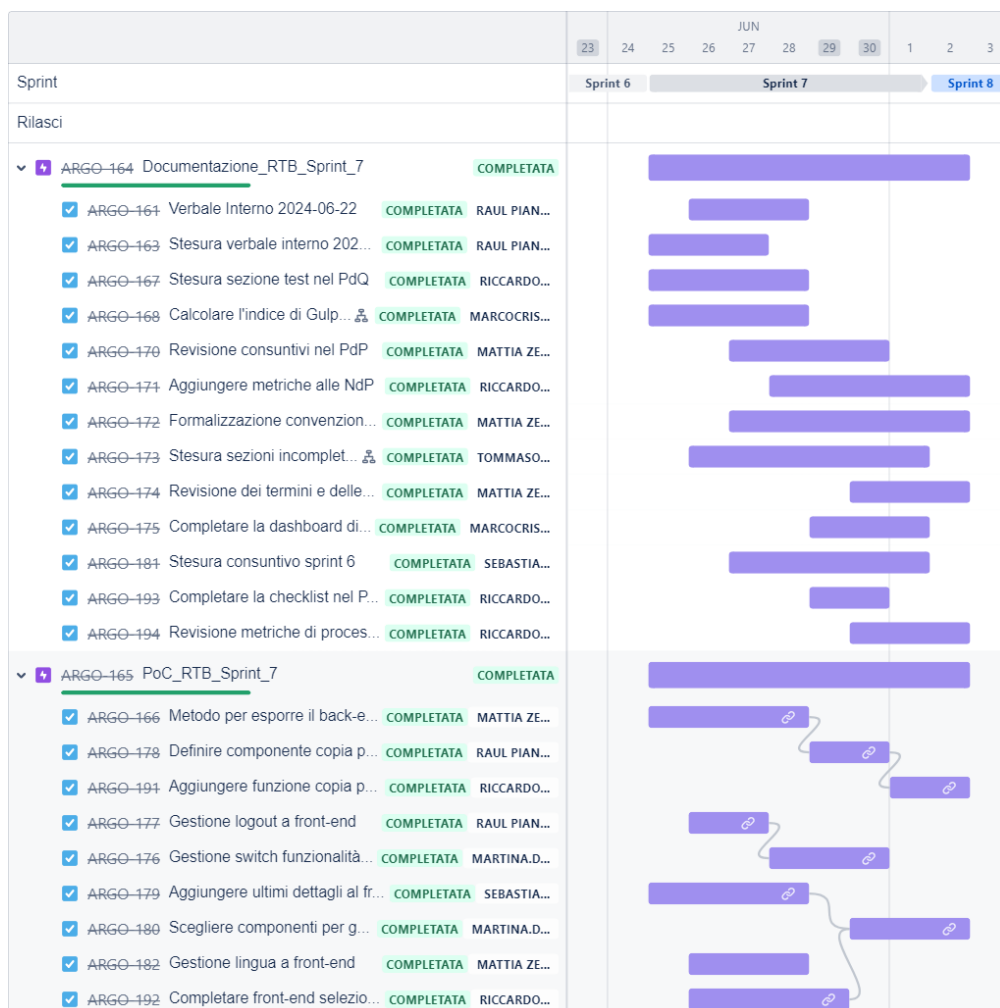 JUN
23 24 25 26 27 28 29 30 1 2 3
Sprint Sprint 6 Sprint 7 Sprint 8
Rilasci
ARGO-164 Documentazione_RTB_Sprint_7 COMPLETATA
ARGO-161 Verbale Interno 2024-06-22 COMPLETATA RAUL PIAN...
ARGO-163 Stesura verbale interno 202... COMPLETATA RAUL PIAN...
ARGO-167 Stesura sezione test nel PdQ COMPLETATA RICCARDO...
ARGO-168 Calcolare l'indice di Gulp... COMPLETATA MARCOCRIS...
ARGO-170 Revisione consuntivi nel PdP COMPLETATA MATTIA ZE...
ARGO-171 Aggiungere metriche alle NdP COMPLETATA RICCARDO...
ARGO-172 Formalizzazione convenzion... COMPLETATA MATTIA ZE...
ARGO-173 Stesura sezioni incomplet... COMPLETATA TOMMASO...
ARGO-174 Revisione dei termini e delle... COMPLETATA MATTIA ZE...
ARGO-175 Completare la dashboard di... COMPLETATA MARCOCRIS...
ARGO-181 Stesura consuntivo sprint 6 COMPLETATA SEBASTIA...
ARGO-193 Completare la checklist nel P... COMPLETATA RICCARDO...
ARGO-194 Revisione metriche di proces... COMPLETATA RICCARDO...
ARGO-165 PoC_RTB_Sprint_7 COMPLETATA
ARGO-166 Metodo per esporre il back-e... COMPLETATA MATTIA ZE...
ARGO-178 Definire componente copia p... COMPLETATA RAUL PIAN...
ARGO-191 Aggiungere funzione copia p... COMPLETATA RICCARDO...
ARGO-177 Gestione logout a front-end COMPLETATA RAUL PIAN...
ARGO-176 Gestione switch funzionalità... COMPLETATA MARTINA.D...
ARGO-179 Aggiungere ultimi dettagli al fr... COMPLETATA SEBASTIA...
ARGO-180 Scegliere componenti per g... COMPLETATA MARTINA.D...
ARGO-182 Gestione lingua a front-end COMPLETATA MATTIA ZE...
ARGO-192 Completare front-end selezio... COMPLETATA RICCARDO...